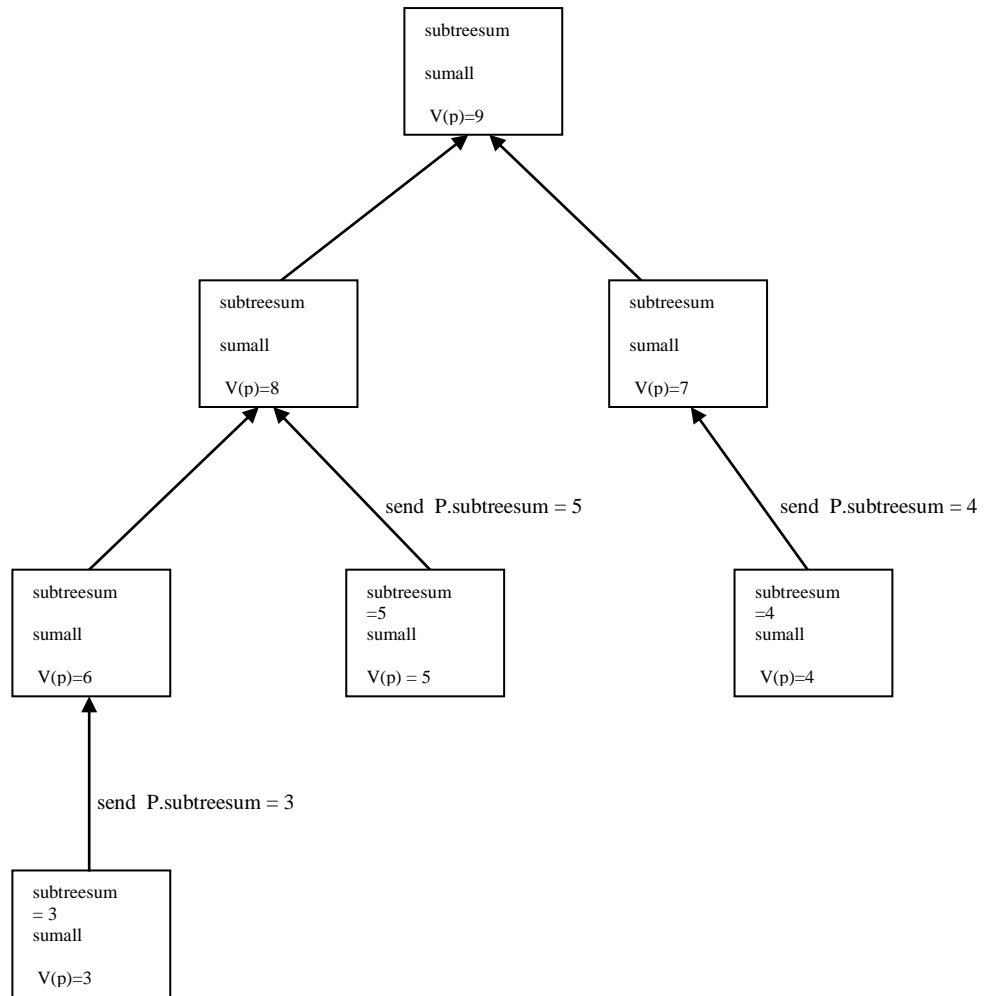 subtreesum
sumall
V(p)=9
subtreesum
sumall
V(p)=8
subtreesum
sumall
V(p)=7
send P.subtreesum = 5
send P.subtreesum = 4
subtreesum
sumall
V(p)=6
subtreesum
=5
sumall
V(p) = 5
subtreesum
=4
sumall
V(p)=4
send P.subtreesum = 3
subtreesum
= 3
sumall
V(p)=3